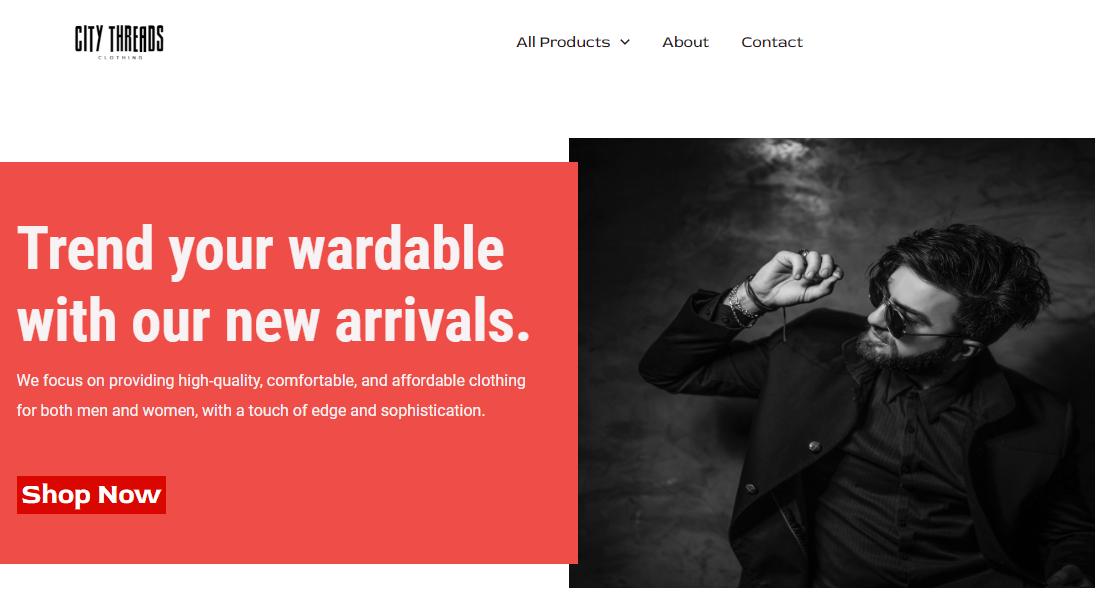 CITY THREADS
CLOTHING
All Products
About
Contact
Trend your wardable
with our new arrivals.
We focus on providing high-quality, comfortable, and affordable clothing
for both men and women, with a touch of edge and sophistication.
Shop Now